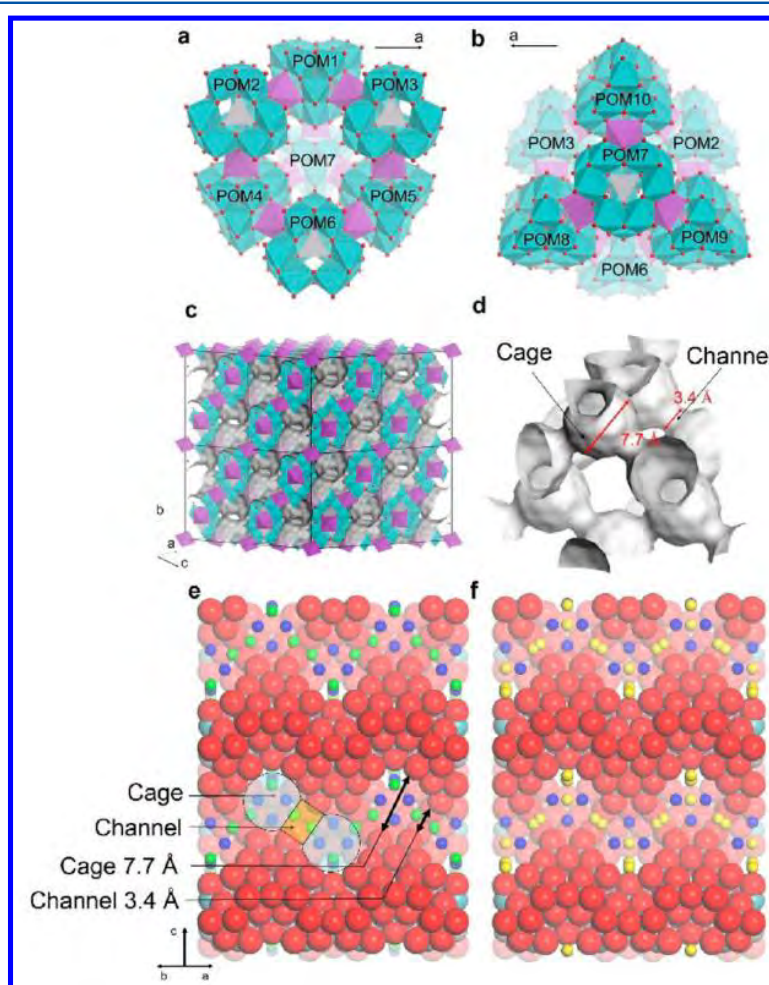 a
a
POM1
POM2
POM3
POM7
POM4
POM5
POM6
b
a
POM10
POM3
POM7
POM2
POM8
POM9
POM6
c
b
a
c
d
Cage
Channel
3.4 Å
7.7 Å
e
Cage
Channel
Cage 7.7 Å
Channel 3.4 Å
c
b
a
f